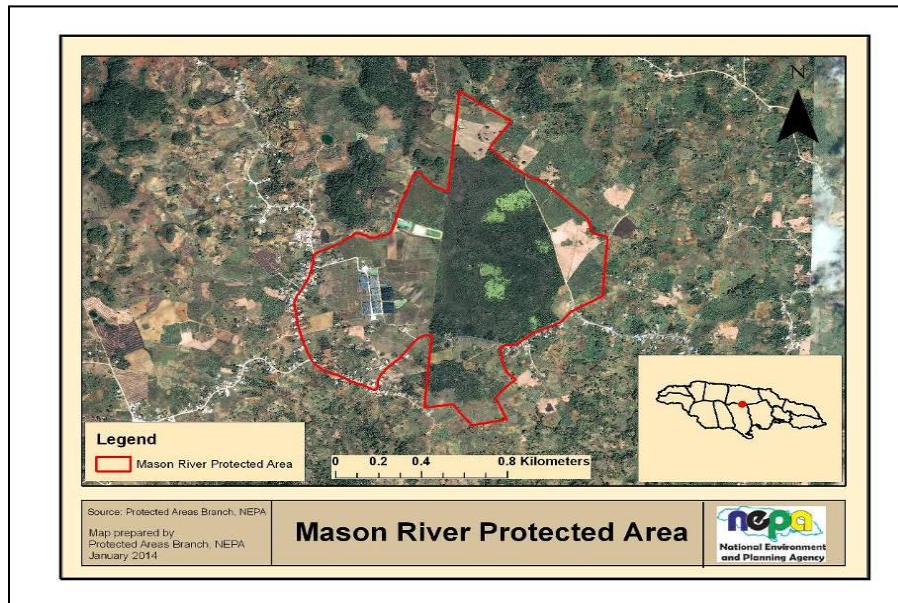 N
Legend
Mason River Protected Area
0 0.2 0.4 0.8 Kilometers
Source: Protected Areas Branch, NEPA
Map prepared by
Protected Areas Branch, NEPA
January 2014
Mason River Protected Area
nepa
National Environment
and Planning Agency